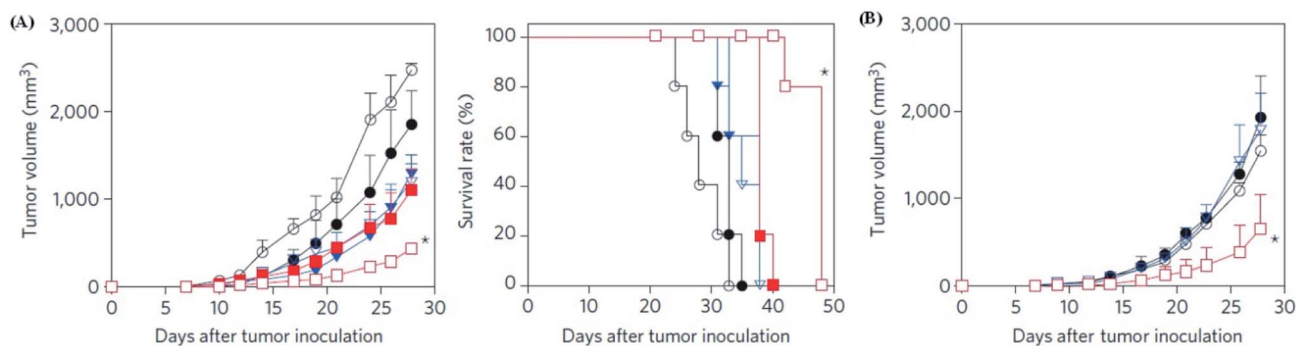 (A)
3,000
2,000
1,000
0
Tumor volume (mm³)
0 5 10 15 20 25 30
Days after tumor inoculation
100
80
60
40
20
0
Survival rate (%)
0 10 20 30 40 50
Days after tumor inoculation
*
*
(B)
3,000
2,000
1,000
0
Tumor volume (mm³)
0 5 10 15 20 25 30
Days after tumor inoculation
*